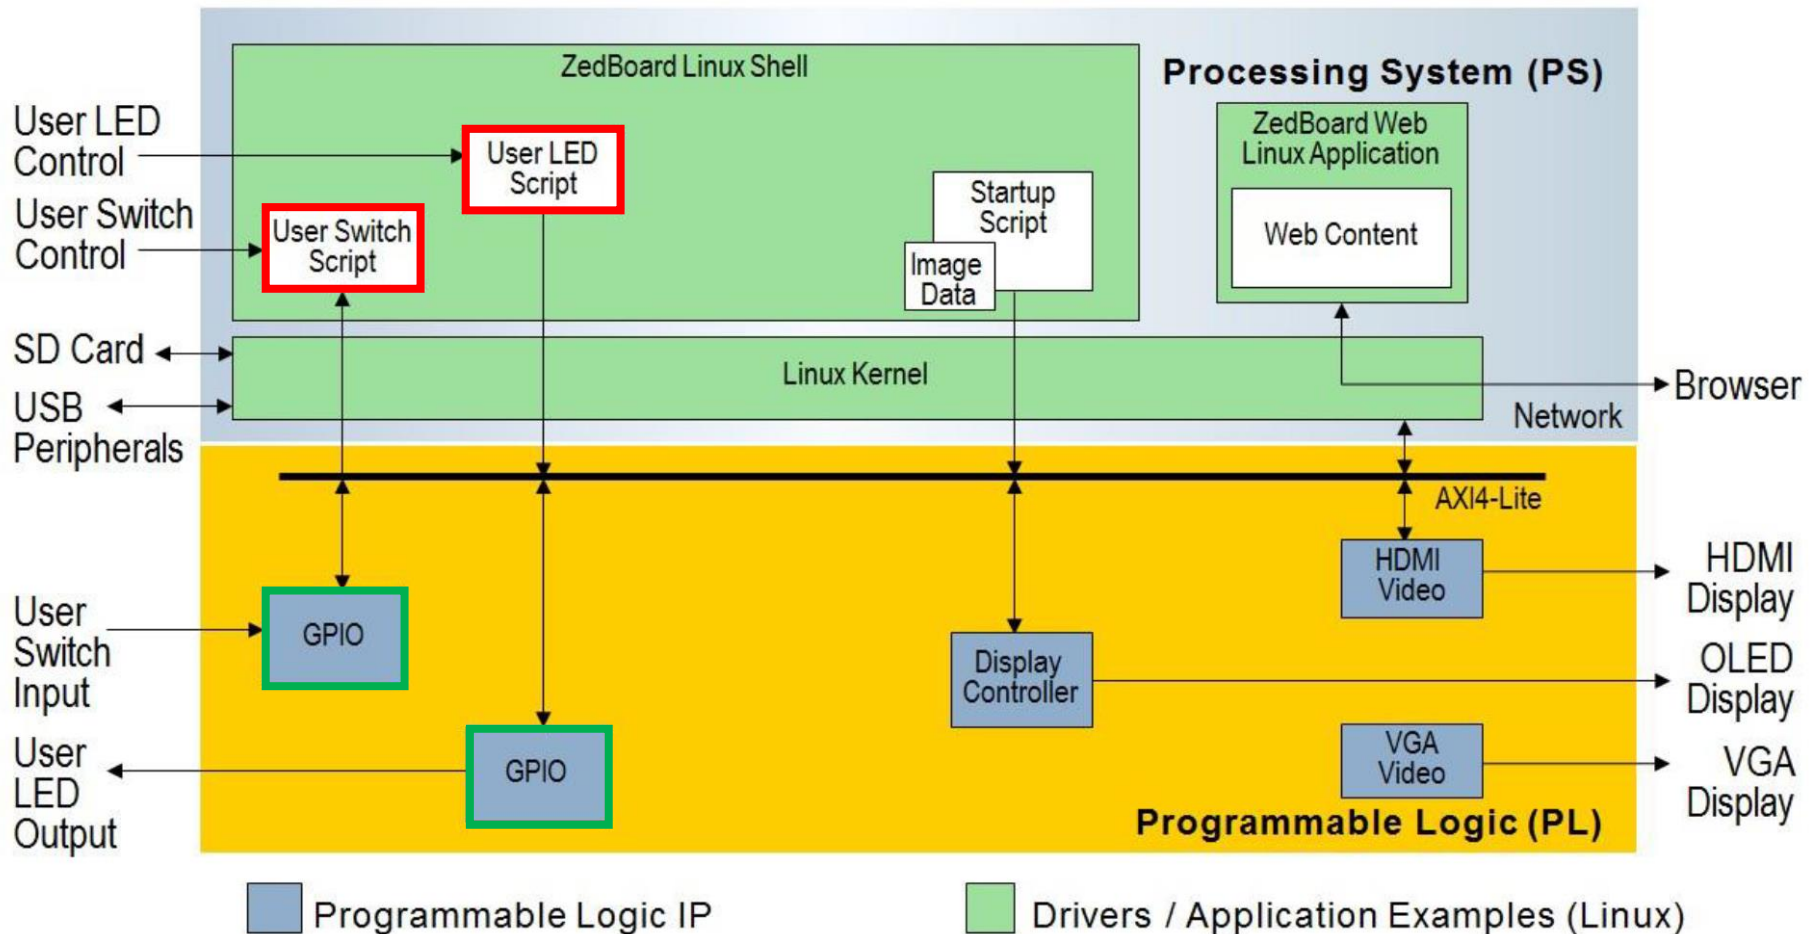 ZedBoard Linux Shell
Processing System (PS)
User LED
Control
User LED
Script
ZedBoard Web
Linux Application
Web Content
User Switch
Control
User Switch
Script
Startup
Script
Image
Data
SD Card
Linux Kernel
USB
Peripherals
Browser
Network
AXI4-Lite
User
Switch
Input
GPIO
HDMI
Video
HDMI
Display
Display
Controller
OLED
Display
User
LED
Output
GPIO
VGA
Video
VGA
Display
Programmable Logic (PL)
Programmable Logic IP
Drivers / Application Examples (Linux)